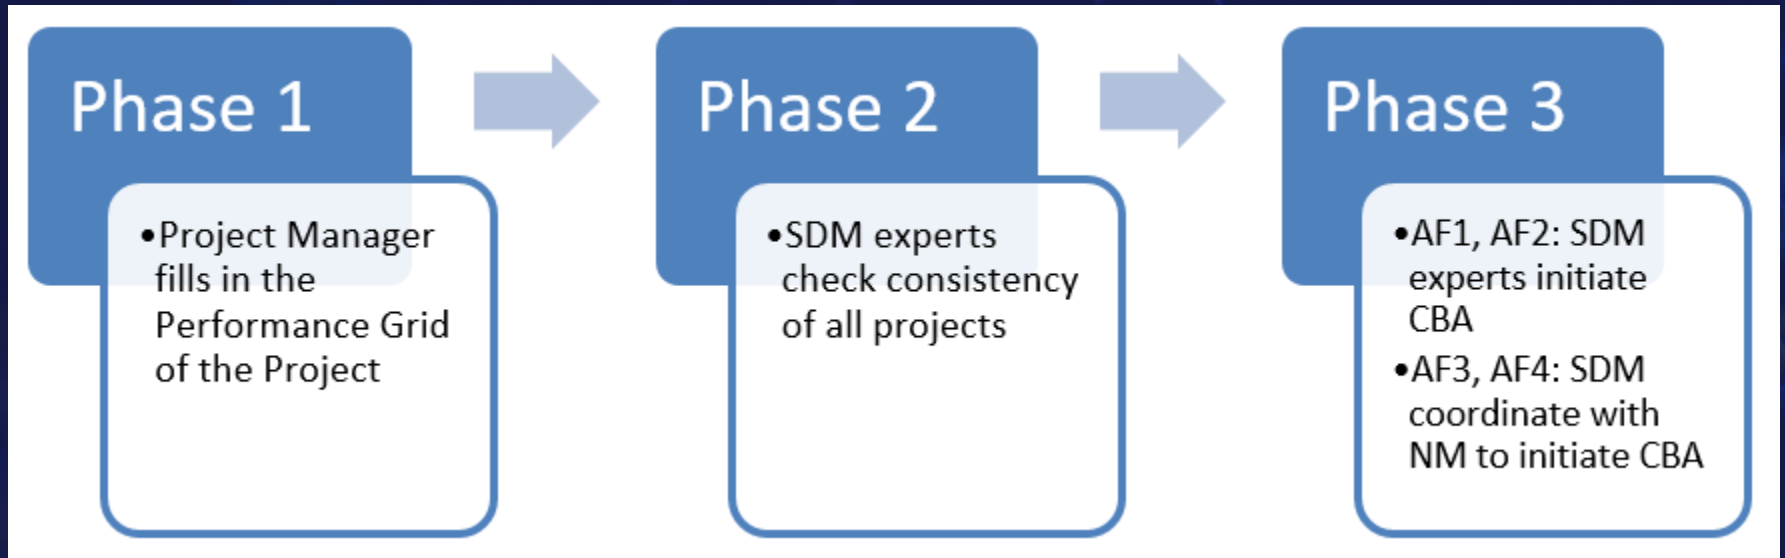 Phase 1
•Project Manager
fills in the
Performance Grid
of the Project
Phase 2
•SDM experts
check consistency
of all projects
Phase 3
•AF1, AF2: SDM
experts initiate
CBA
•AF3, AF4: SDM
coordinate with
NM to initiate CBA